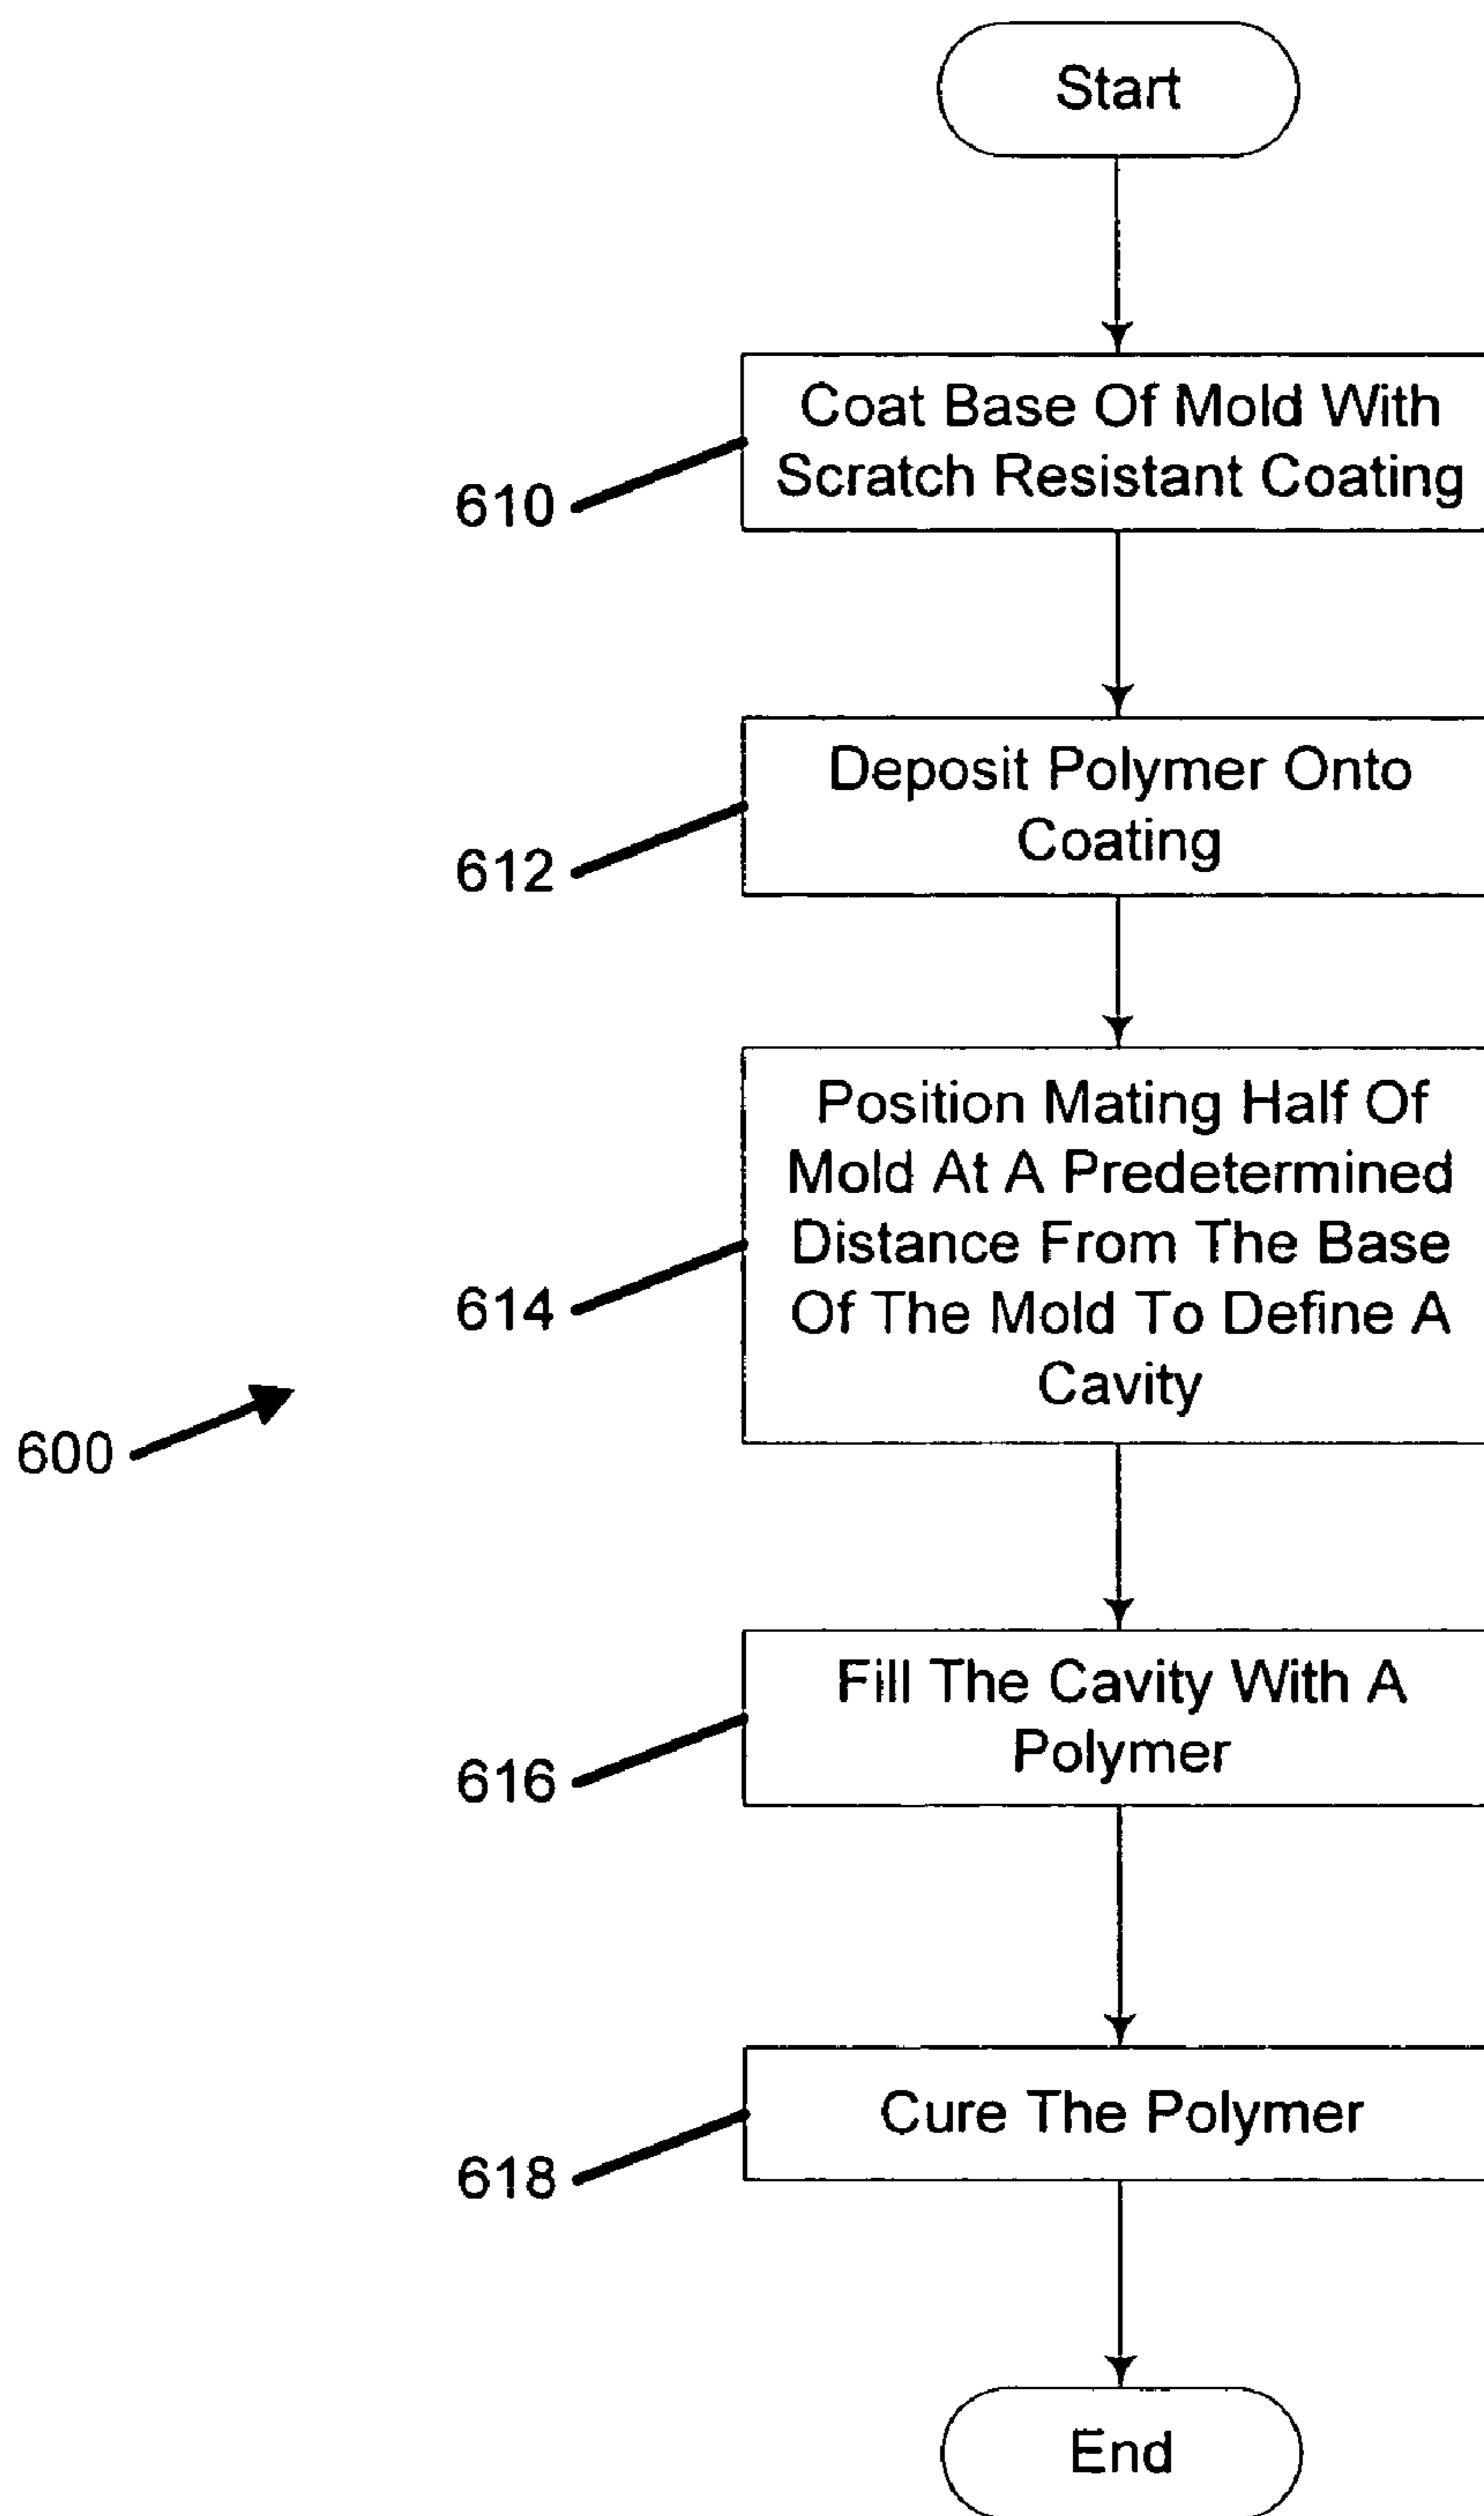 Start
Coat Base Of Mold With
Scratch Resistant Coating
610
Deposit Polymer Onto
Coating
612
Position Mating Half Of
Mold At A Predetermined
Distance From The Base
Of The Mold To Define A
Cavity
614
600
Fill The Cavity With A
Polymer
616
Cure The Polymer
618
End